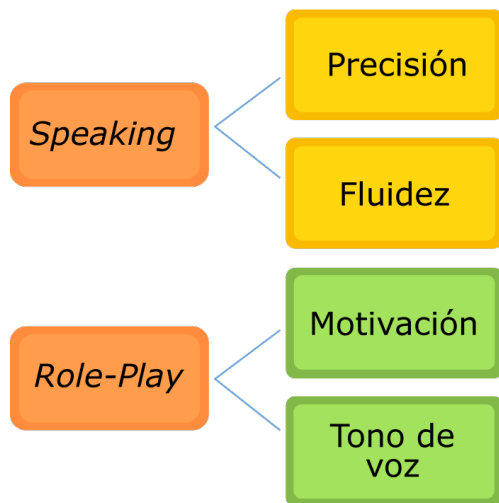 Speaking
Precisión
Fluidez
Role-Play
Motivación
Tono de
voz